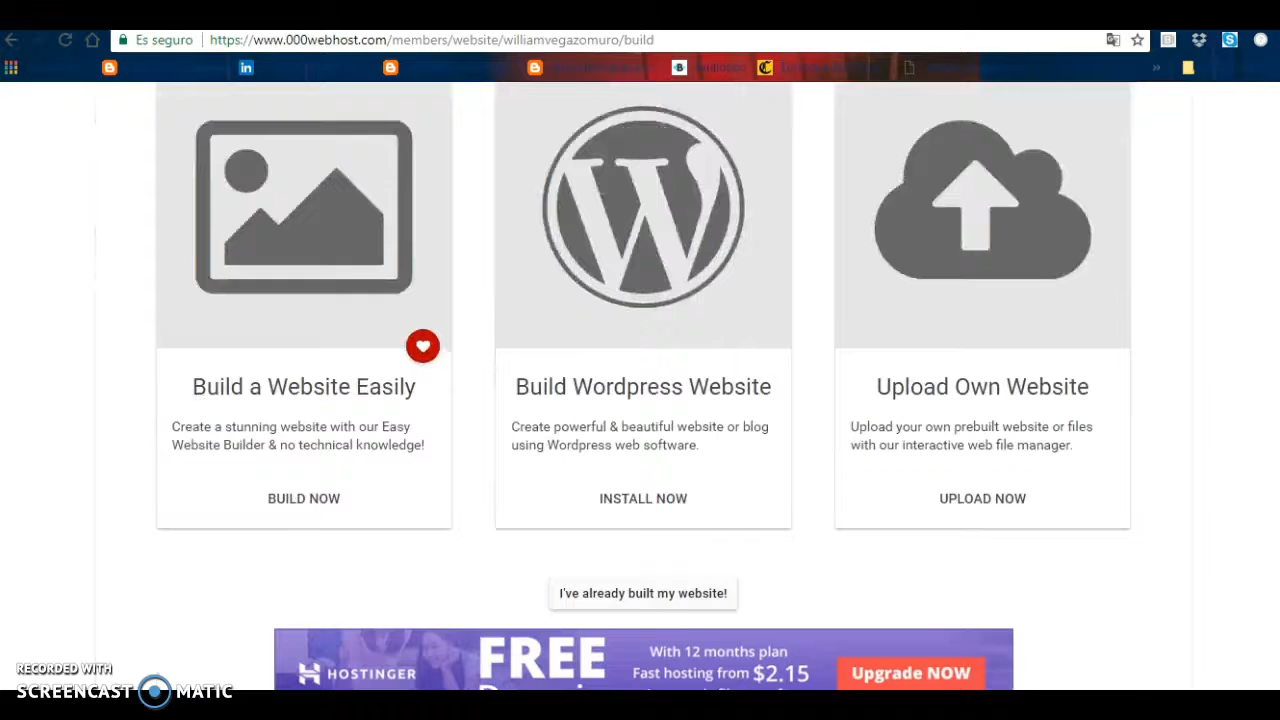 Es seguro
https://www.000webhost.com/members/website/williamvegazomuro/build
Build a Website Easily
Create a stunning website with our Easy
Website Builder & no technical knowledge!
BUILD NOW
Build Wordpress Website
Create powerful & beautiful website or blog
using Wordpress web software.
INSTALL NOW
Upload Own Website
Upload your own prebuilt website or files
with our interactive web file manager.
UPLOAD NOW
I've already built my website!
HOSTINGER
FREE
With 12 months plan
Fast hosting from $2.15
Upgrade NOW
RECORDED WITH
SCREENCAST MATIC